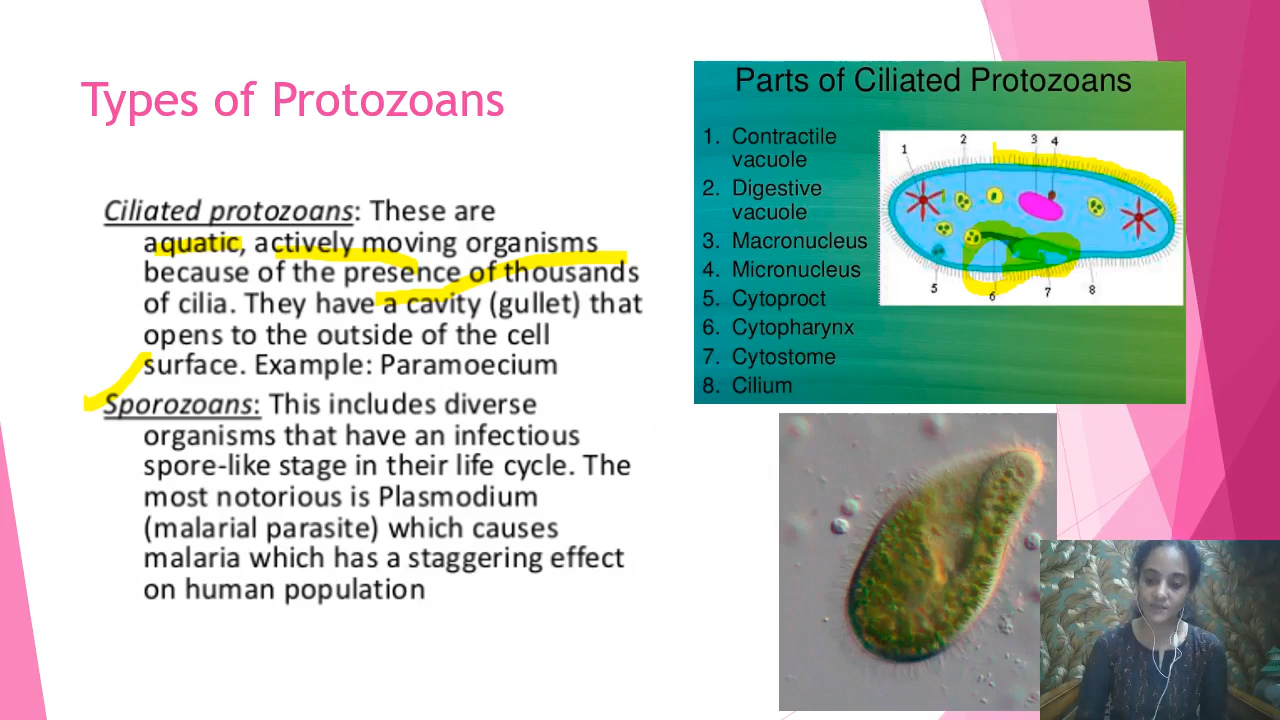 Types of Protozoans
Ciliated protozoans: These are
aquatic, actively moving organisms
because of the presence of thousands
of cilia. They have a cavity (gullet) that
opens to the outside of the cell
surface. Example: Paramoecium
Sporozoans: This includes diverse
organisms that have an infectious
spore-like stage in their life cycle. The
most notorious is Plasmodium
(malarial parasite) which causes
malaria which has a staggering effect
on human population
Parts of Ciliated Protozoans
1. Contractile
vacuole
2. Digestive
vacuole
3. Macronucleus
4. Micronucleus
5. Cytoproct
6. Cytopharynx
7. Cytostome
8. Cilium
1 2 3 4
5 6 7 8